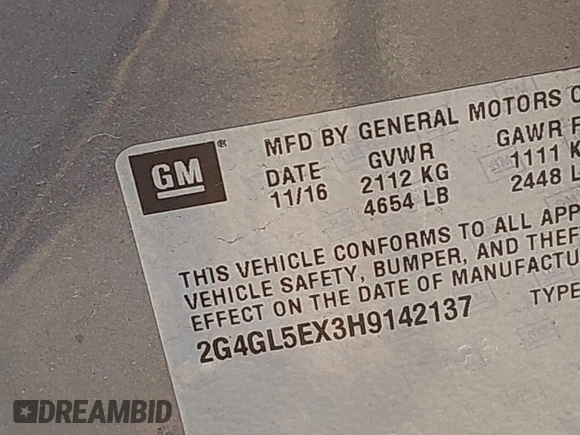 GM®
MFD BY GENERAL MOTORS
DATE GVWR GAWR
11/16 2112 KG 1111
4654 LB 2448
THIS VEHICLE CONFORMS TO ALL
VEHICLE SAFETY, BUMPER, AND
EFFECT ON THE DATE OF
2G4GL5EX3H9142137 TYPE
DREAMBID